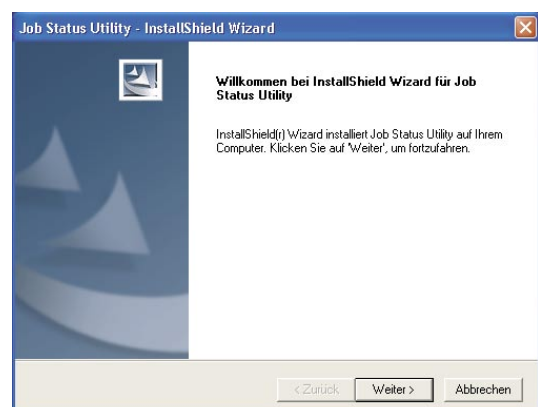 Job Status Utility - InstallShield Wizard
Willkommen bei InstallShield Wizard für Job
Status Utility
InstallShield(r) Wizard installiert Job Status Utility auf Ihrem
Computer. Klicken Sie auf 'Weiter', um fortzufahren.
< Zurück Weiter > Abbrechen